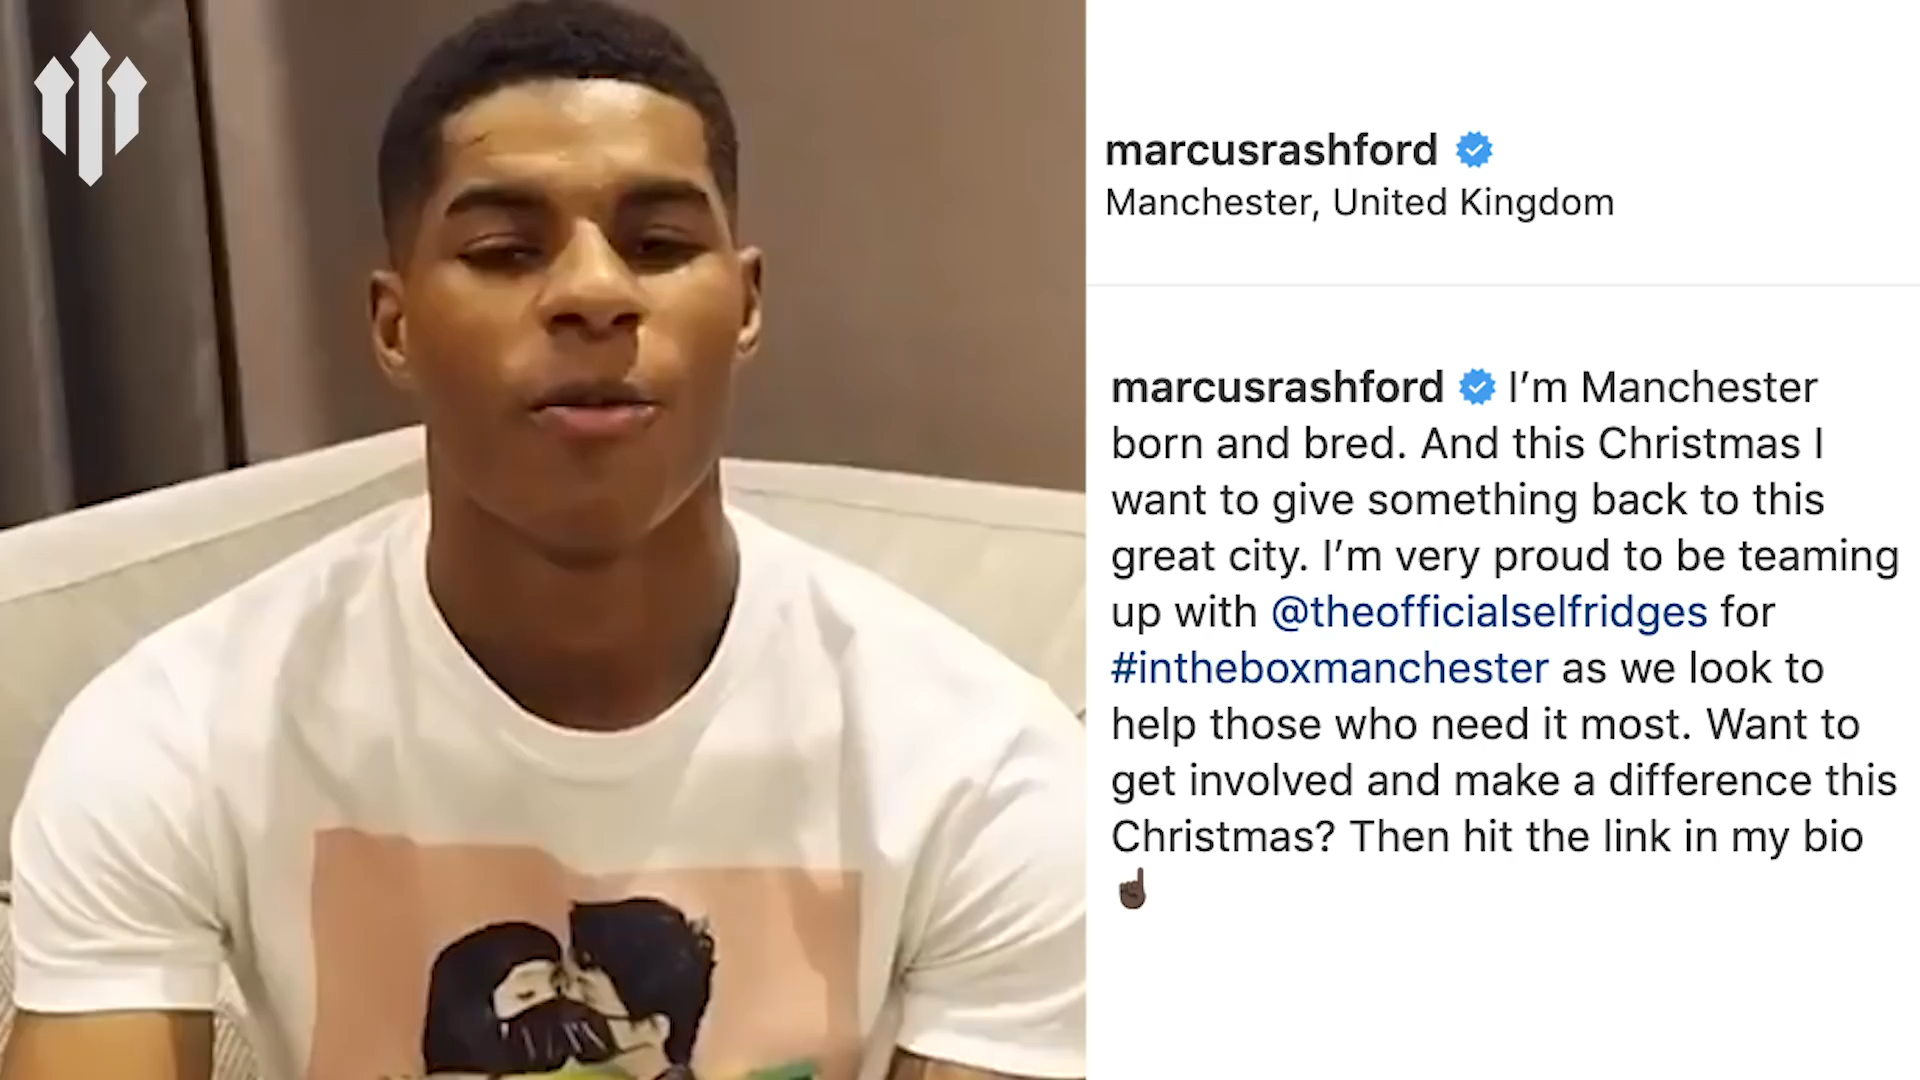 marcusrashford
Manchester, United Kingdom
marcusrashford I’m Manchester
born and bred. And this Christmas I
want to give something back to this
great city. I’m very proud to be teaming
up with @theofficialselfridges for
#intheboxmanchester as we look to
help those who need it most. Want to
get involved and make a difference this
Christmas? Then hit the link in my bio
☝🏿